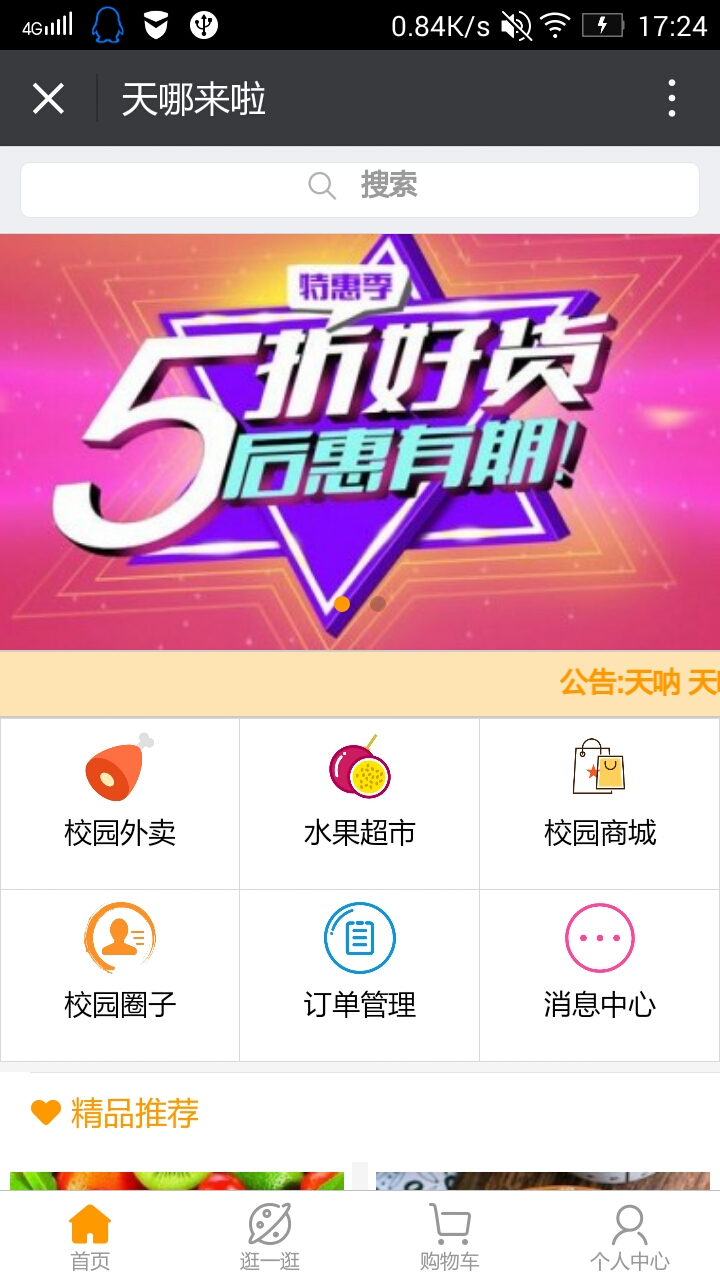 4G 0.84K/s 17:24
天哪来啦
搜索
特惠季
5折好货
后惠有期!
公告:天呐 天
校园外卖 水果超市 校园商城
校园圈子 订单管理 消息中心
精品推荐
首页 逛一逛 购物车 个人中心